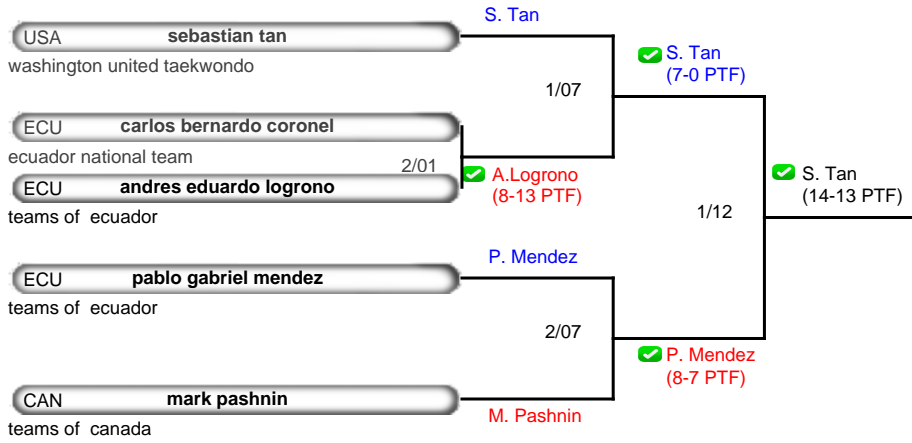 S. Tan
USA sebastian tan
washington united taekwondo
S. Tan
(7-0 PTF)
1/07
ECU carlos bernardo coronel
ecuador national team
2/01
A.Logrono
(8-13 PTF)
ECU andres eduardo logrono
teams of ecuador
S. Tan
(14-13 PTF)
1/12
P. Mendez
ECU pablo gabriel mendez
teams of ecuador
2/07
P. Mendez
(8-7 PTF)
CAN mark pashnin
M. Pashnin
teams of canada